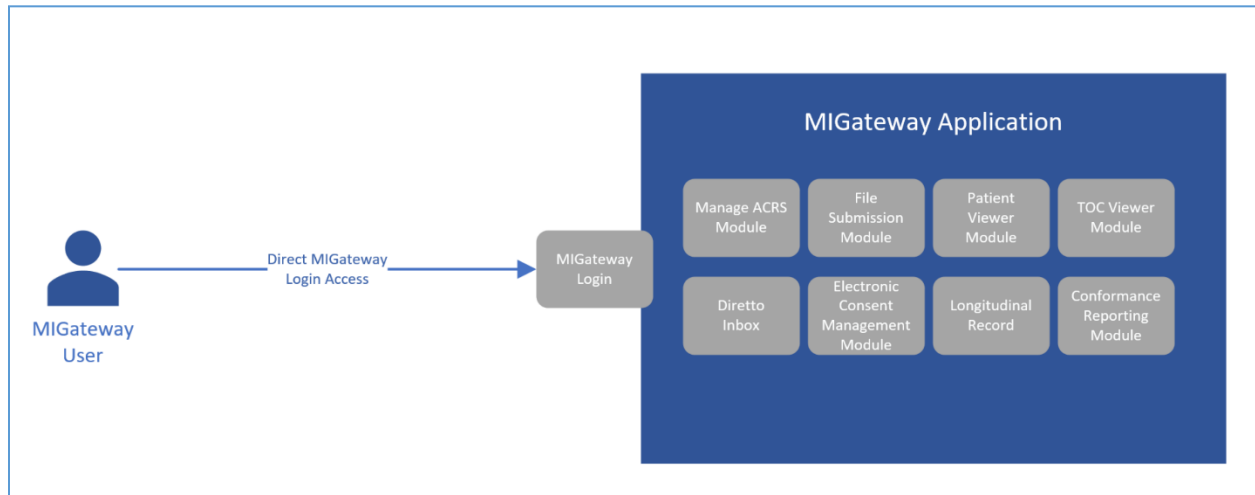 MIGateway Application
Manage ACRS
Module
File
Submission
Module
Patient
Viewer
Module
TOC Viewer
Module
Direct MIGateway
Login Access
MIGateway
Login
MIGateway
User
Diretto
Inbox
Electronic
Consent
Management
Module
Longitudinal
Record
Conformance
Reporting
Module